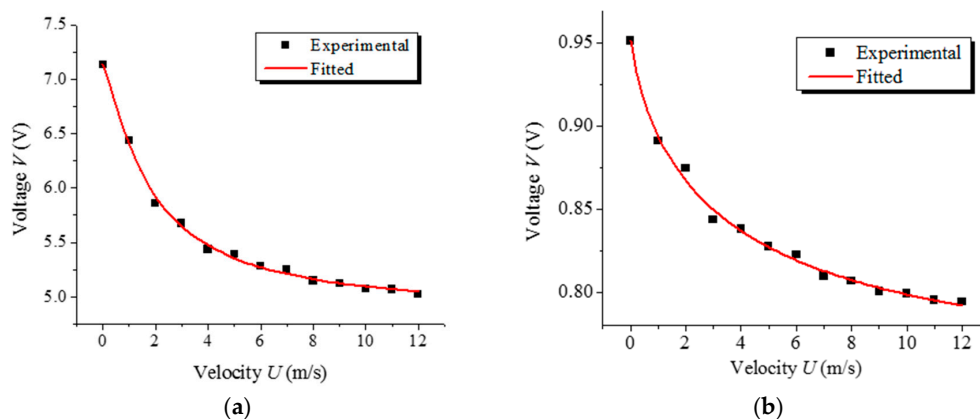 7.5
7.0
6.5
6.0
5.5
5.0
Voltage V (V)
Experimental
Fitted
0 2 4 6 8 10 12
Velocity U (m/s)
(a)
0.95
0.90
0.85
0.80
Voltage V (V)
Experimental
Fitted
0 2 4 6 8 10 12
Velocity U (m/s)
(b)